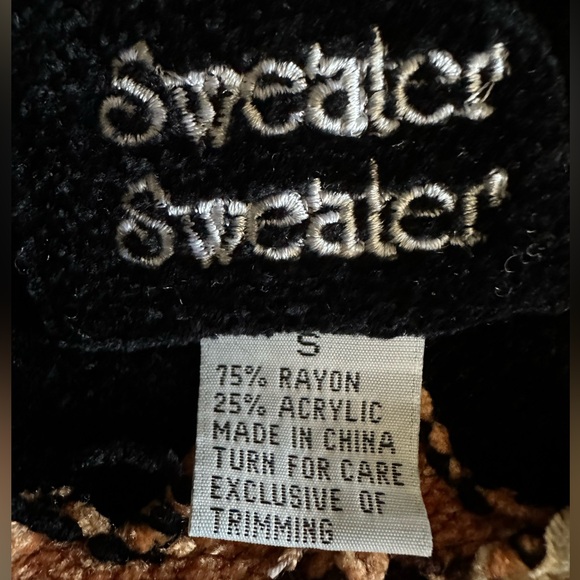 Sweater
Sweater
S
75% RAYON
25% ACRYLIC
MADE IN CHINA
TURN FOR CARE
EXCLUSIVE OF
TRIMMING